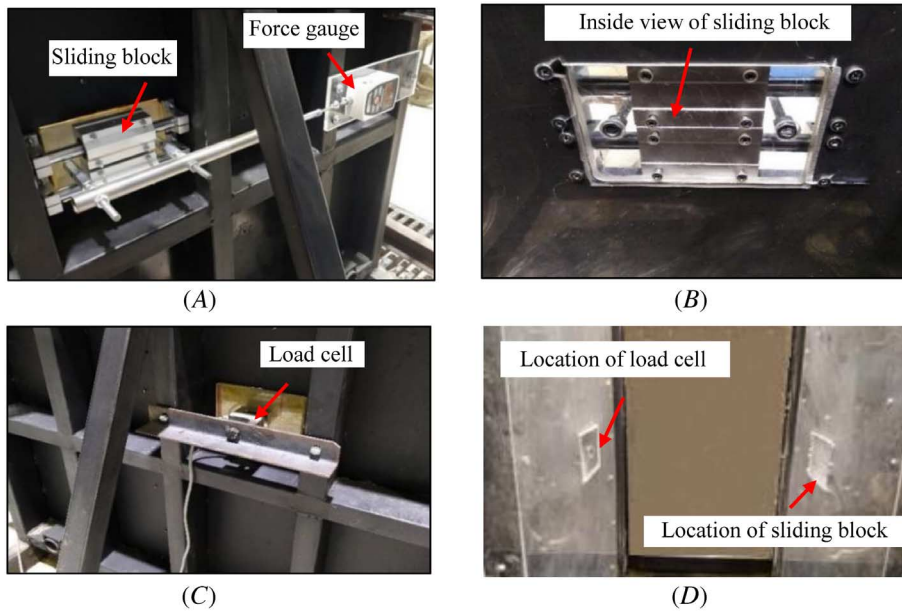 Force gauge
Sliding block
Inside view of sliding block
(A)
(B)
Load cell
Location of load cell
Location of sliding block
(C)
(D)